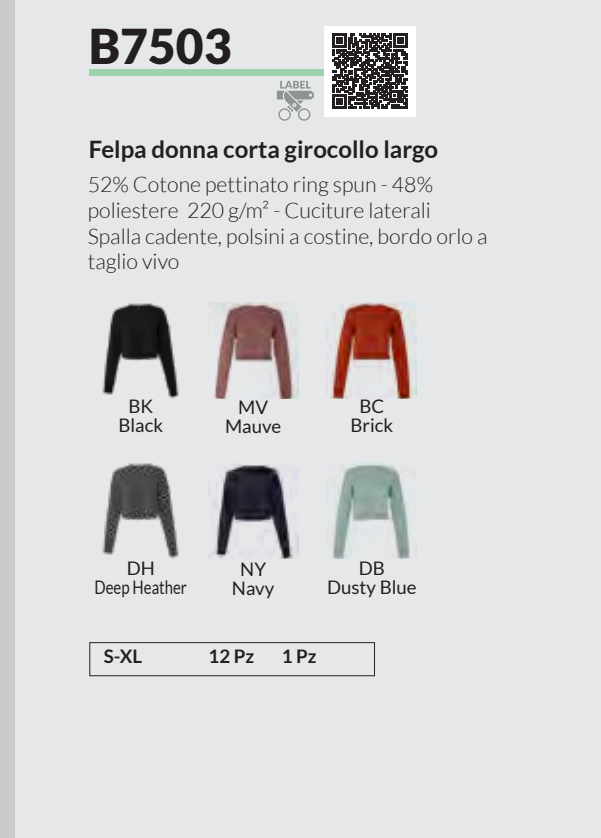 B7503
LABEL
Felpa donna corta girocollo largo
52% Cotone pettinato ring spun - 48%
poliestere  220 g/m² - Cuciture laterali
Spalla cadente, polsini a costine, bordo orlo a
taglio vivo
BK MV BC
Black Mauve Brick
DH NY DB
Deep Heather Navy Dusty Blue
S-XL 12 Pz 1 Pz